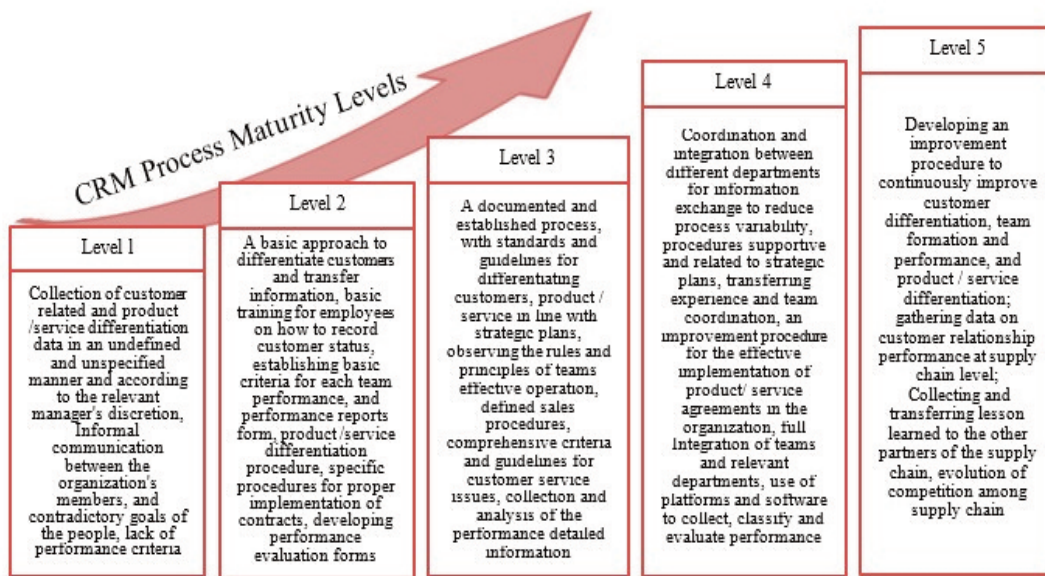 CRM Process Maturity Levels
Level 1
Collection of customer
related and product
/service differentiation
data in an undefined
and unspecified
manner and according
to the relevant
manager's discretion,
Informal
communication
between the
organization's
members, and
contradictory goals of
the people, lack of
performance criteria
Level 2
A basic approach to
differentiate customers
and transfer
information, basic
training for employees
on how to record
customer status,
establishing basic
criteria for each team
performance, and
performance reports
form, product /service
differentiation
procedure, specific
procedures for proper
implementation of
contracts, developing
performance
evaluation forms
Level 3
A documented and
established process,
with standards and
guidelines for
differentiating
customers, product /
service in line with
strategic plans,
observing the rules and
principles of teams
effective operation,
defined sales
procedures,
comprehensive criteria
and guidelines for
customer service
issues, collection and
analysis of the
performance detailed
information
Level 4
Coordination and
integration between
different departments
for information
exchange to reduce
process variability,
procedures supportive
and related to strategic
plans, transferring
experience and team
coordination, an
improvement procedure
for the effective
implementation of
product/ service
agreements in the
organization, full
Integration of teams
and relevant
departments, use of
platforms and software
to collect, classify and
evaluate performance
Level 5
Developing an
improvement
procedure to
continuously improve
customer
differentiation, team
formation and
performance, and
product / service
differentiation;
gathering data on
customer relationship
performance at supply
chain level;
Collecting and
transferring lesson
learned to the other
partners of the supply
chain, evolution of
competition among
supply chain